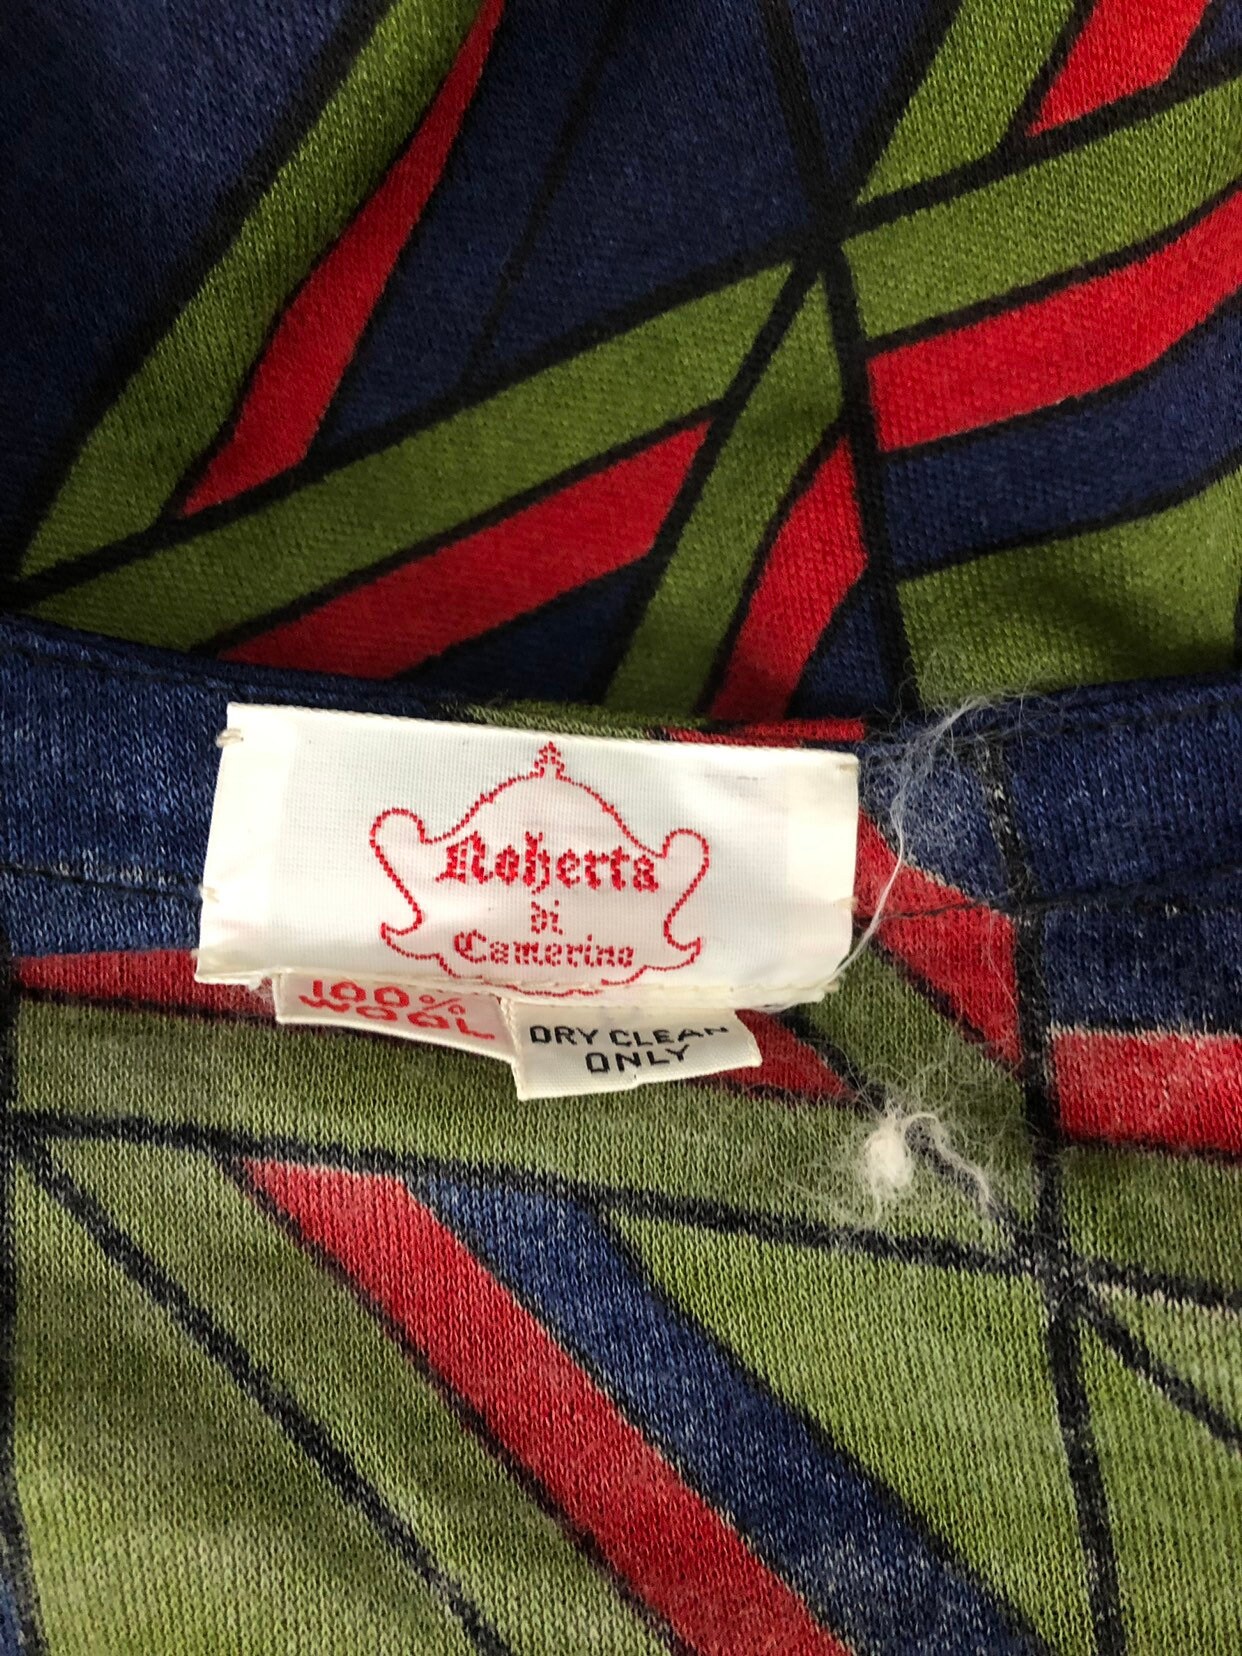 Roberta
di
Camerino
100%
WOOL
DRY CLEAN
ONLY